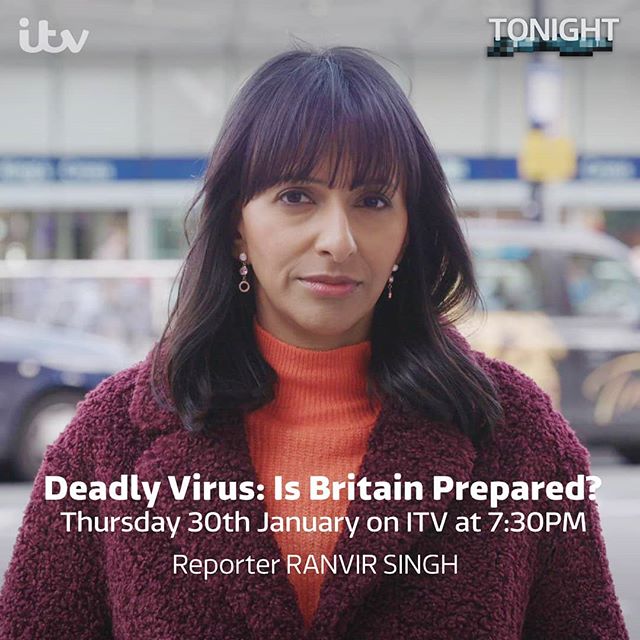 itv
TONIGHT
Deadly Virus: Is Britain Prepared?
Thursday 30th January on ITV at 7:30PM
Reporter RANVIR SINGH